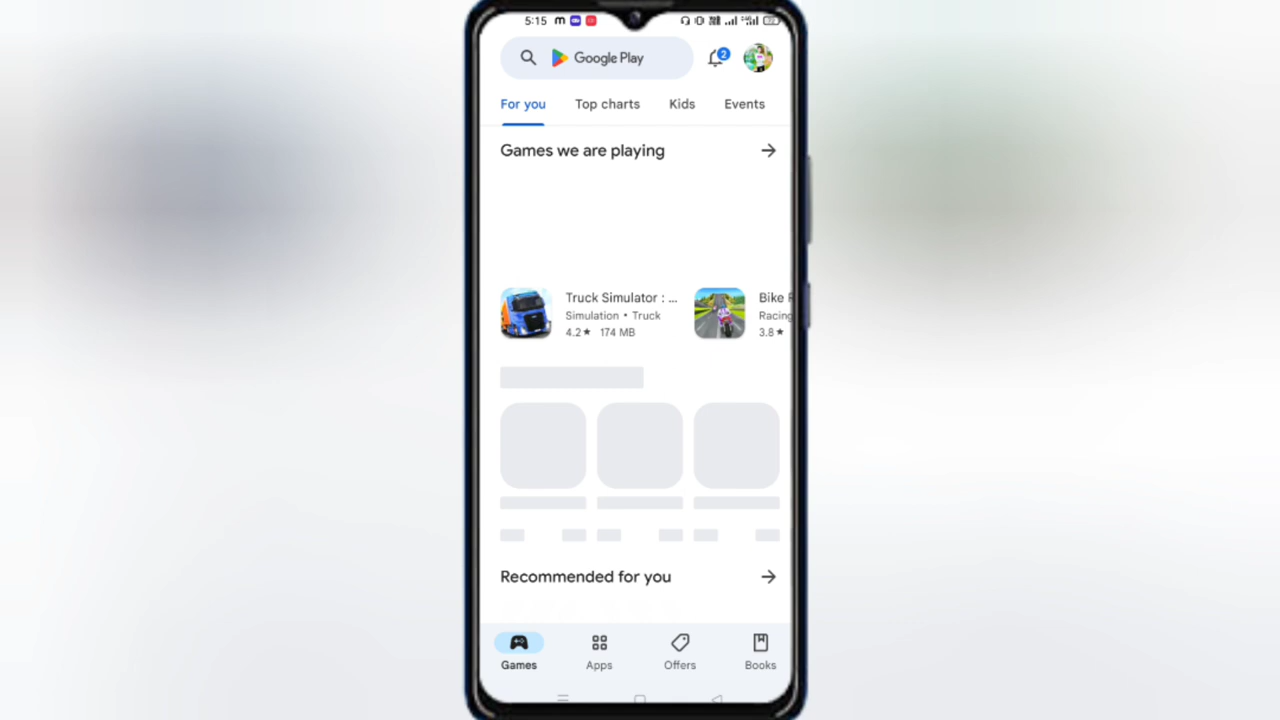 5:15
Google Play
2
For you Top charts Kids Events
Games we are playing
Truck Simulator : ...
Simulation • Truck
4.2★ 174 MB
Bike
Racing
3.8★
Recommended for you
Games Apps Offers Books